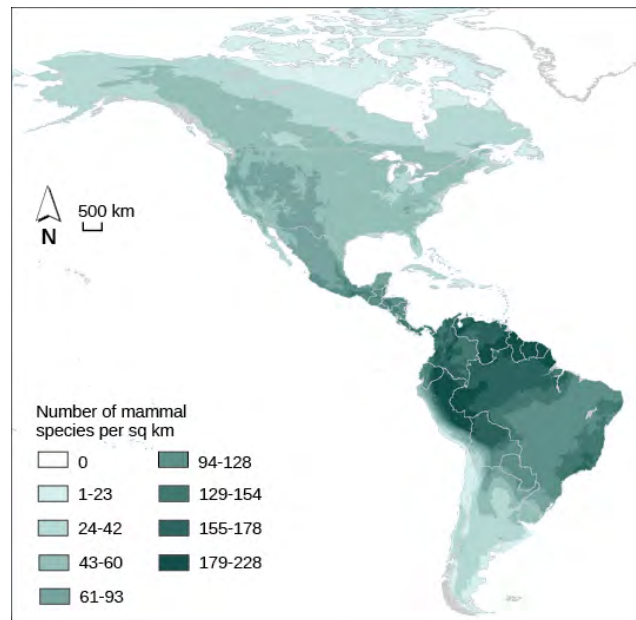 500 km
N
Number of mammal
species per sq km
0
1-23
24-42
43-60
61-93
94-128
129-154
155-178
179-228